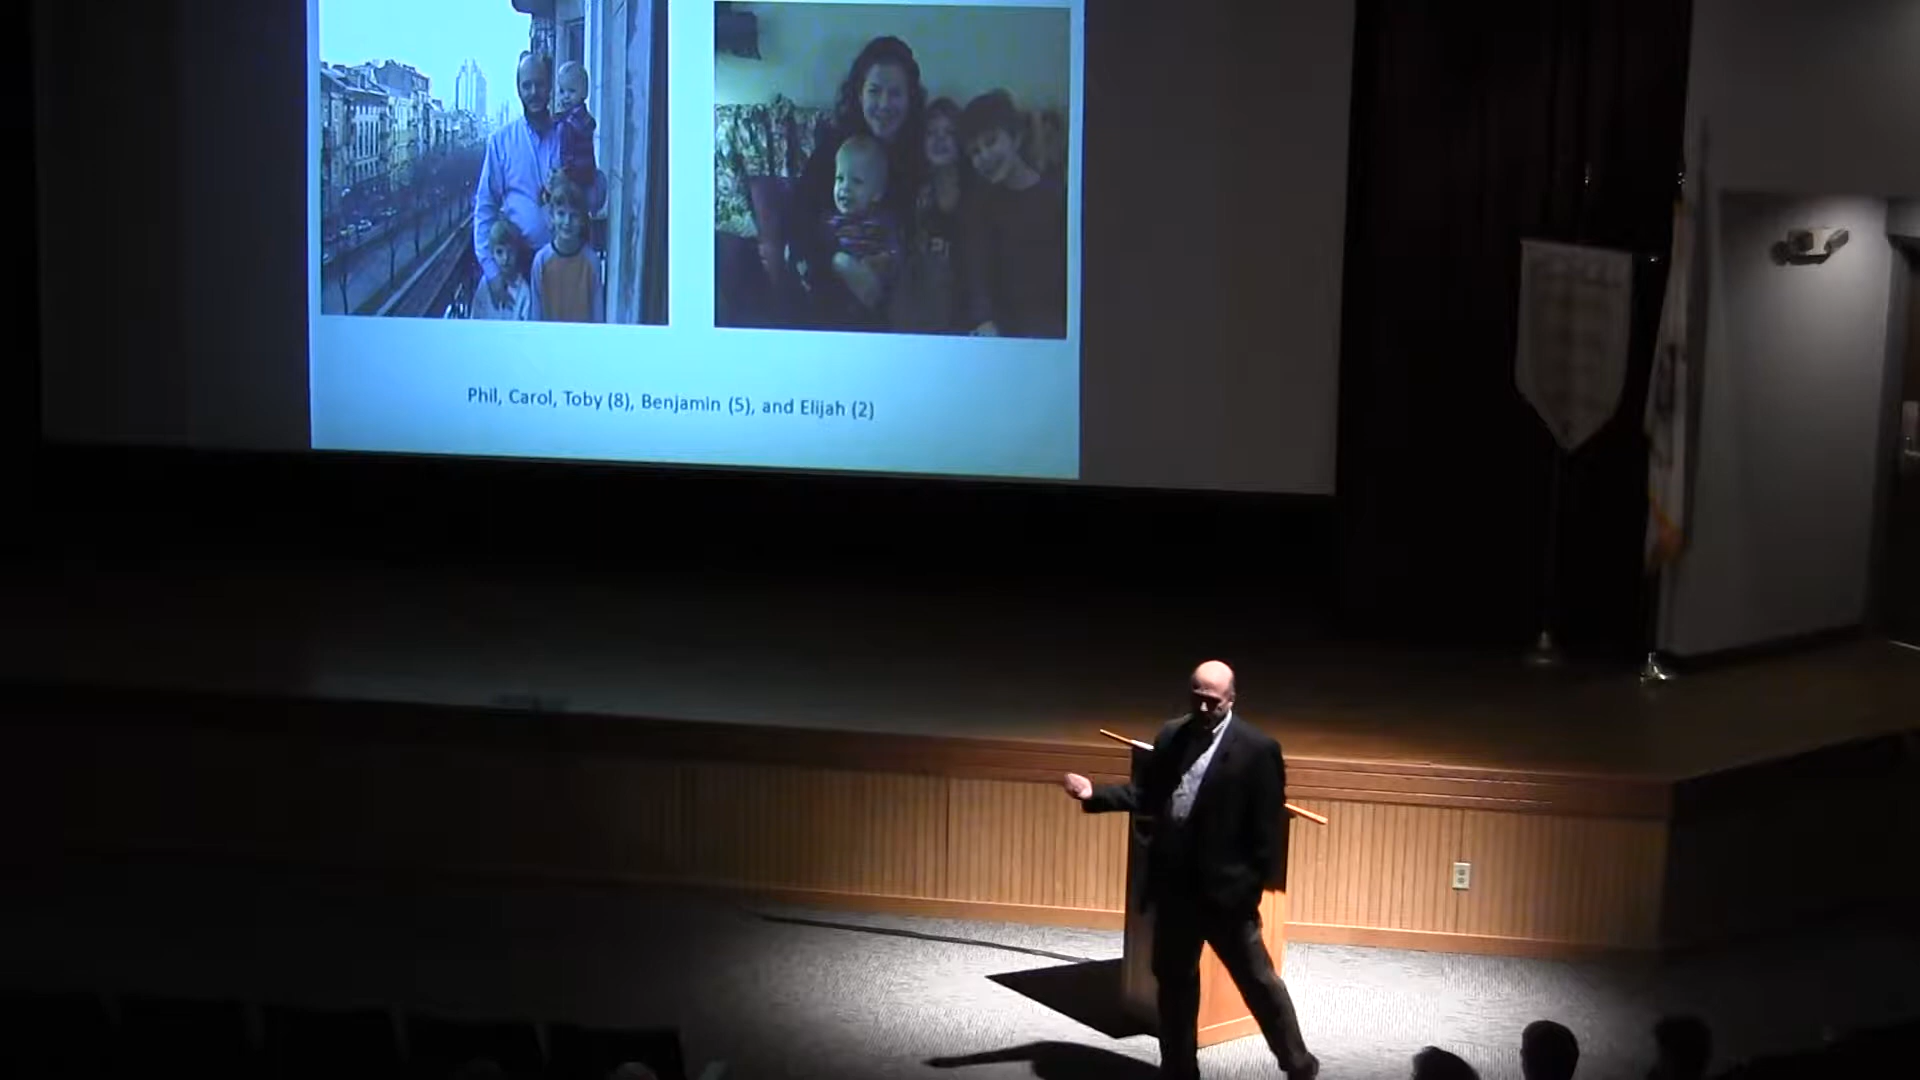 Phil, Carol, Toby (8), Benjamin (5), and Elijah (2)